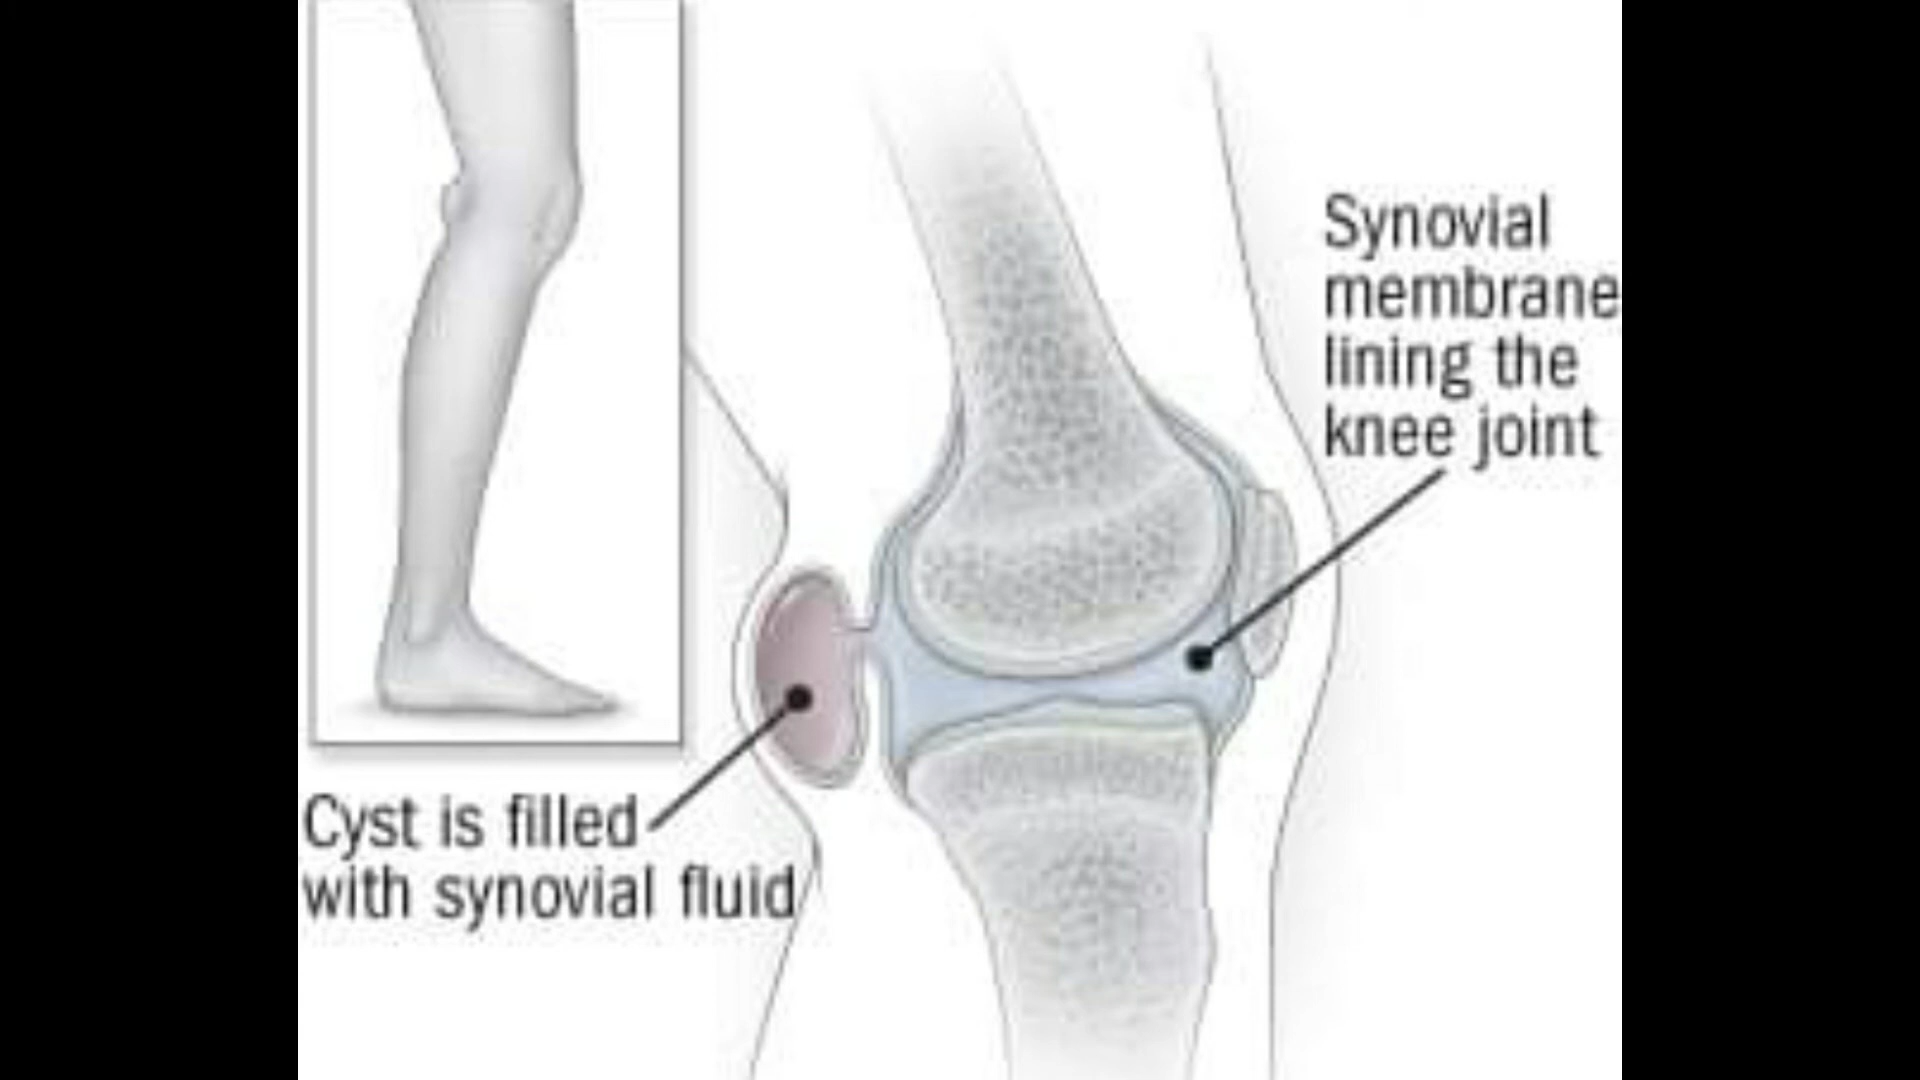 Synovial
membrane
lining the
knee joint
Cyst is filled
with synovial fluid